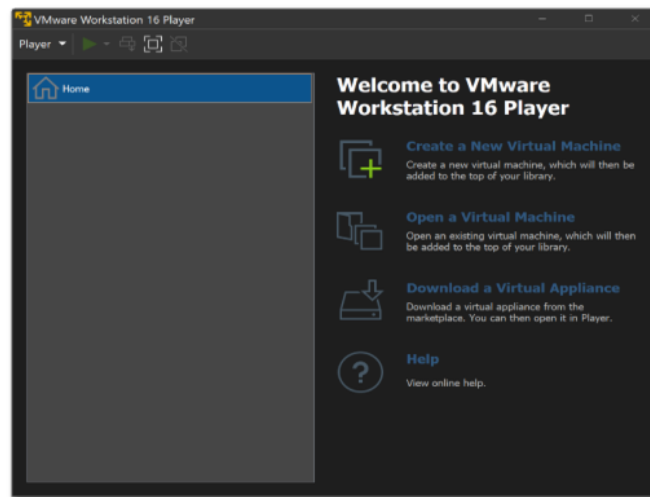 VMware Workstation 16 Player
Player
Home
Welcome to VMware
Workstation 16 Player
Create a New Virtual Machine
Create a new virtual machine, which will then be
added to the top of your library.
Open a Virtual Machine
Open an existing virtual machine, which will then
be added to the top of your library.
Download a Virtual Appliance
Download a virtual appliance from the
marketplace. You can then open it in Player.
Help
View online help.